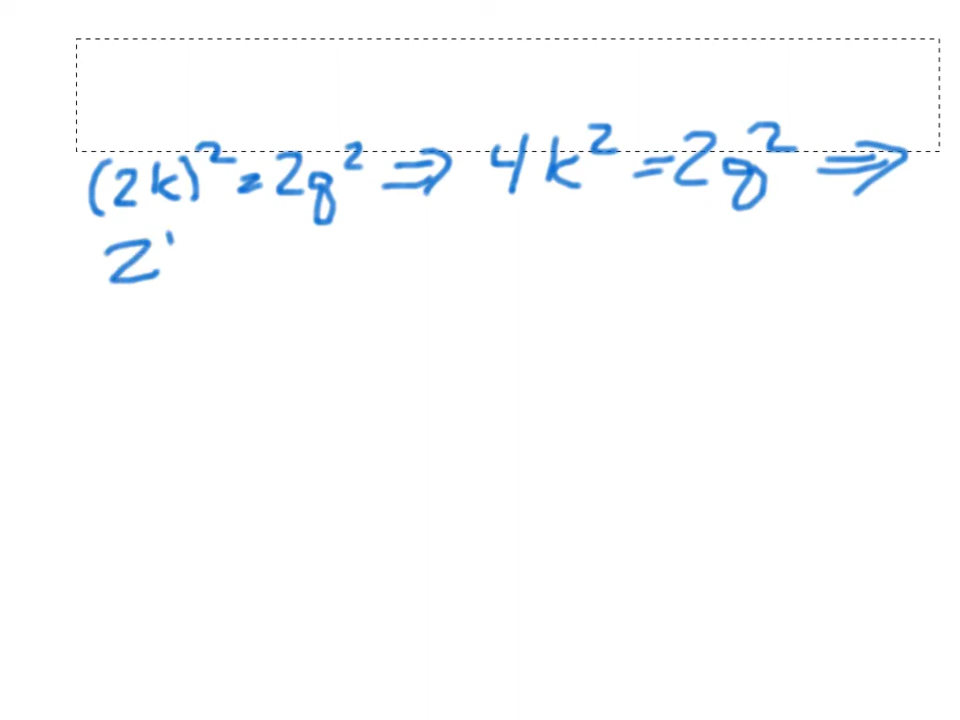 (2k)² = 2q² ⇒ 4k² = 2q² ⇒
2